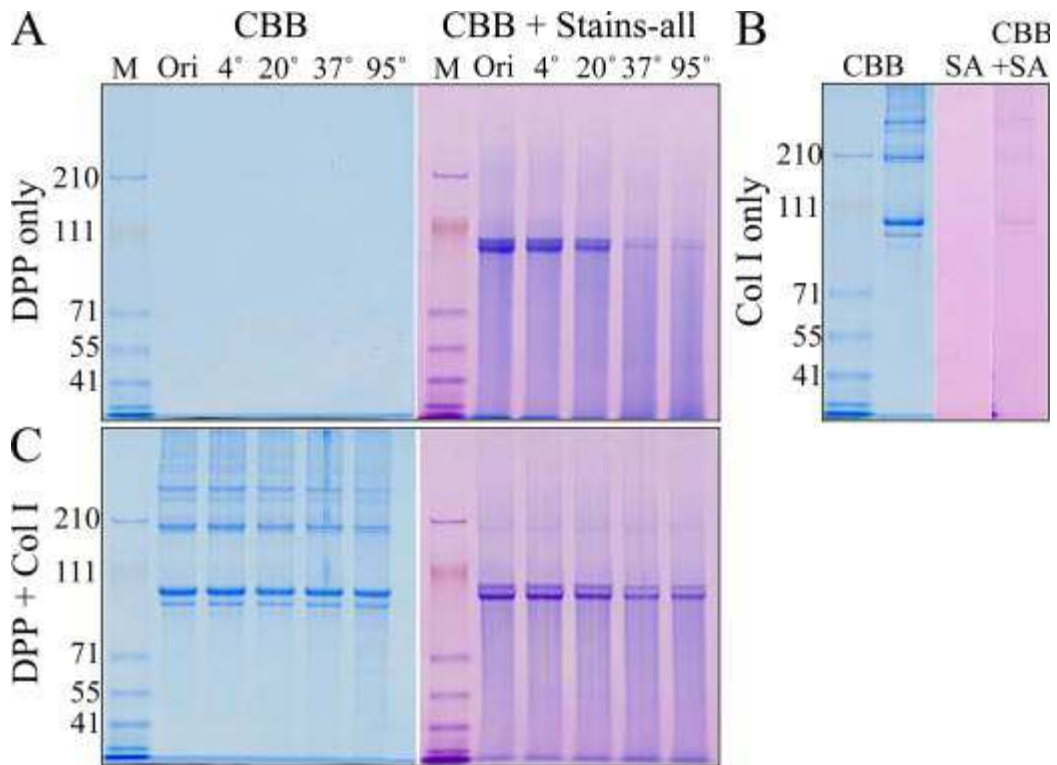 A CBB CBB + Stains-all
M Ori 4° 20° 37° 95° M Ori 4° 20° 37° 95°
DPP only
210
111
71
55
41
B CBB SA CBB +SA
Col I only
210
111
71
55
41
C
DPP + Col I
210
111
71
55
41